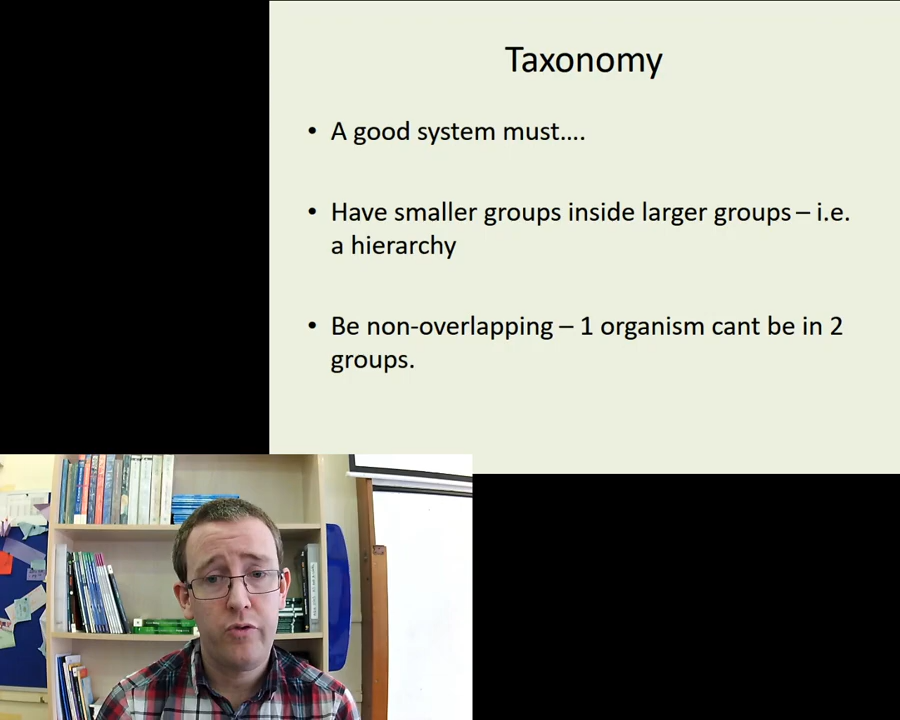 Taxonomy
• A good system must....
• Have smaller groups inside larger groups – i.e.
a hierarchy
• Be non-overlapping – 1 organism cant be in 2
groups.